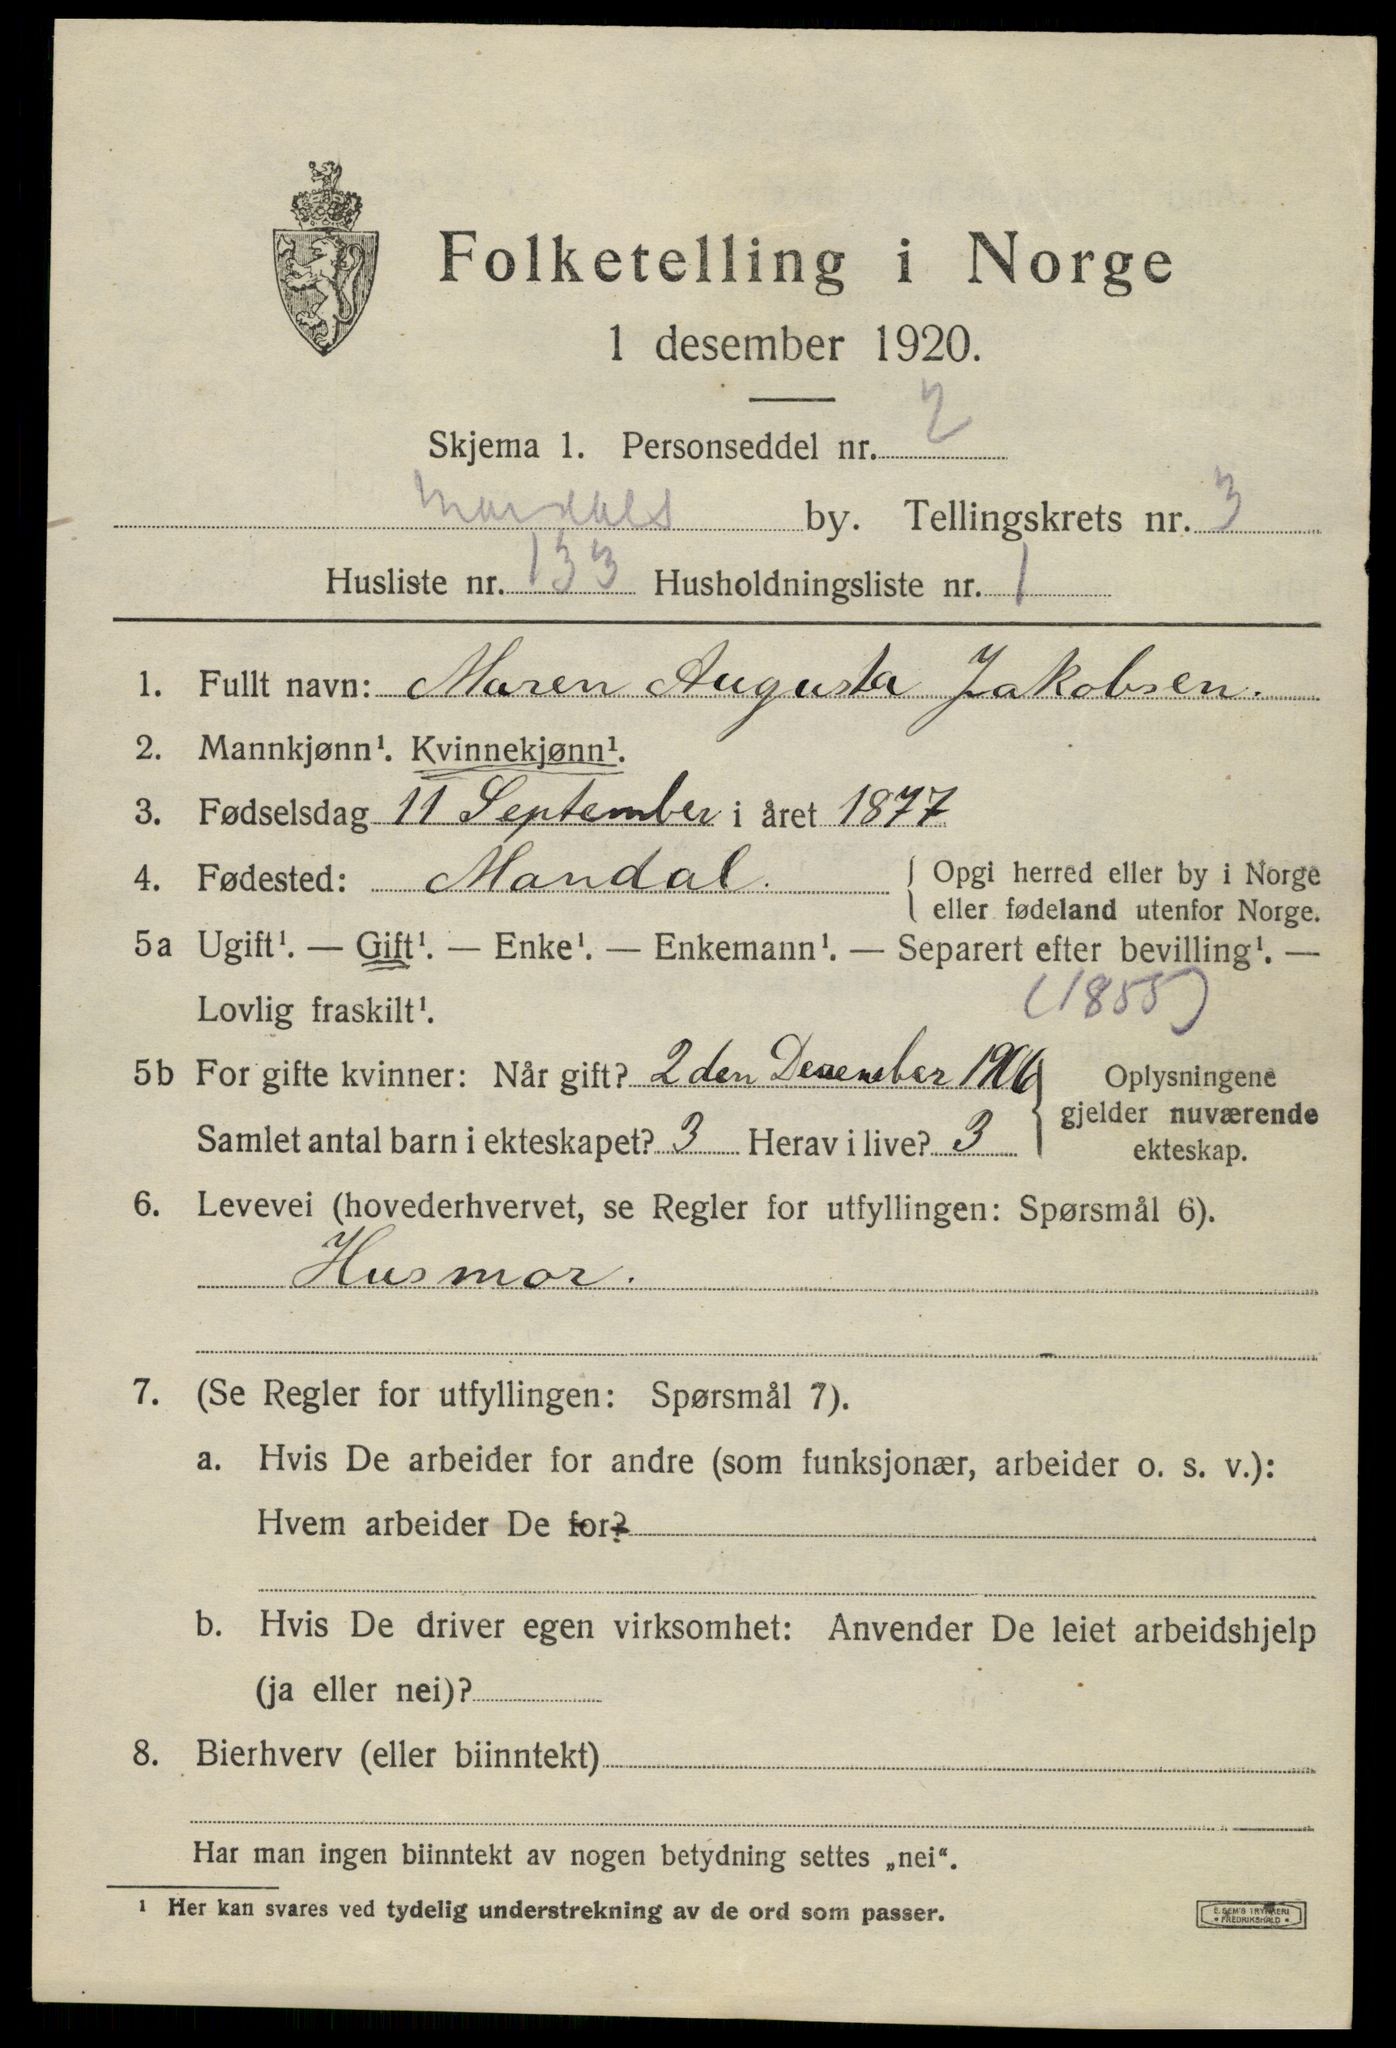 Folketelling i Norge
1 desember 1920.
Skjema 1. Personseddel nr. 2
Mandals by. Tellingskrets nr. 3
Husliste nr. 133 Husholdningsliste nr. 1
1. Fullt navn: Maren Augusta Jakobsen.
2. Mannkjønn¹. Kvinnekjønn¹.
3. Fødselsdag 11 September i året 1877
4. Fødested: Mandal. Opgi herred eller by i Norge
eller fødeland utenfor Norge.
5a Ugift¹. — Gift¹. — Enke¹. — Enkemann¹. — Separert efter bevilling¹. —
Lovlig fraskilt¹. (1855)
5b For gifte kvinner: Når gift? 2 den Desember 1906
Samlet antal barn i ekteskapet? 3 Herav i live? 3
Oplysningene
gjelder nuværende
ekteskap.
6. Levevei (hovederhvervet, se Regler for utfyllingen: Spørsmål 6).
Husmor.
7. (Se Regler for utfyllingen: Spørsmål 7).
a. Hvis De arbeider for andre (som funksjonær, arbeider o. s. v.):
Hvem arbeider De for?
b. Hvis De driver egen virksomhet: Anvender De leiet arbeidshjelp
(ja eller nei)?
8. Bierhverv (eller biinntekt)
Har man ingen biinntekt av nogen betydning settes „nei“.
¹ Her kan svares ved tydelig understrekning av de ord som passer.
E. SEM'S TRYKKERI
• FREDRIKSHALD •